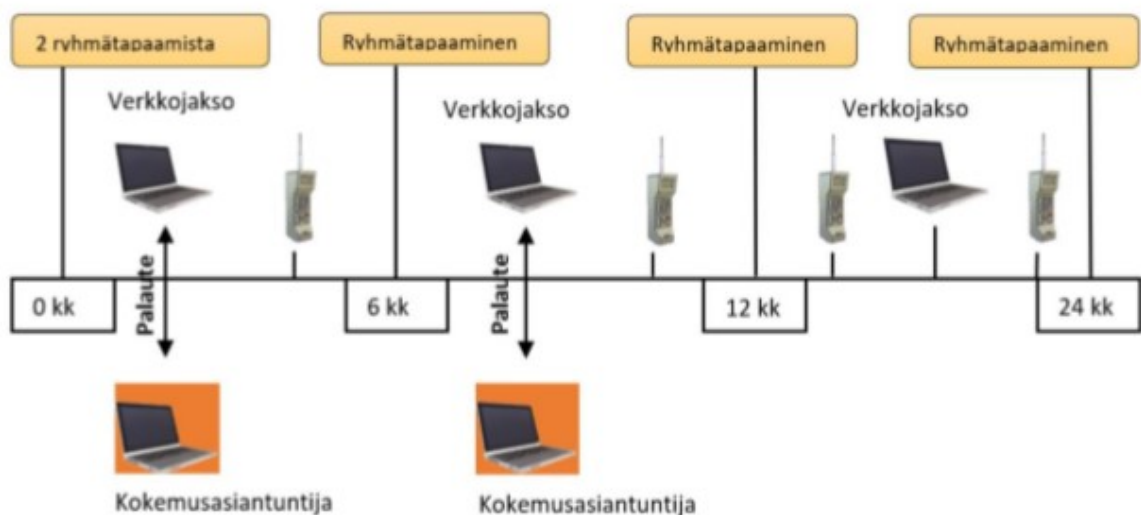 2 ryhmätapaamista
Ryhmätapaaminen
Ryhmätapaaminen
Ryhmätapaaminen
Verkkojakso
Verkkojakso
Verkkojakso
Palaute
Palaute
0 kk
6 kk
12 kk
24 kk
Kokemusasiantuntija
Kokemusasiantuntija